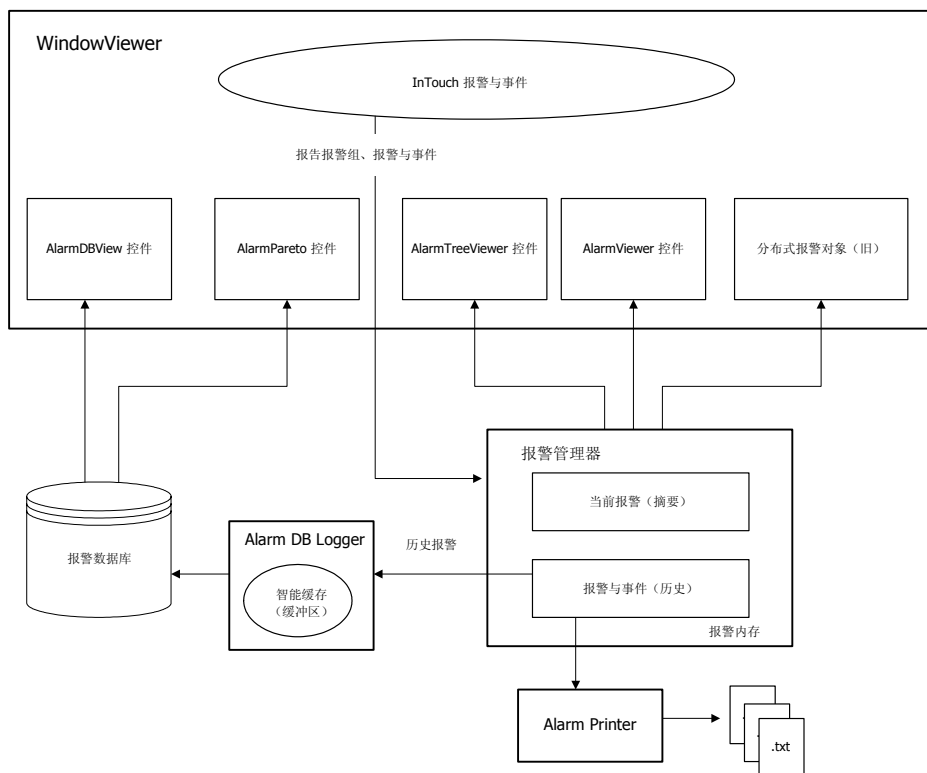 WindowViewer
InTouch 报警与事件
报告报警组、报警与事件
AlarmDBView 控件
AlarmPareto 控件
AlarmTreeViewer 控件
AlarmViewer 控件
分布式报警对象（旧）
报警管理器
当前报警（摘要）
报警与事件（历史）
报警内存
历史报警
Alarm DB Logger
智能缓存
（缓冲区）
报警数据库
Alarm Printer
.txt